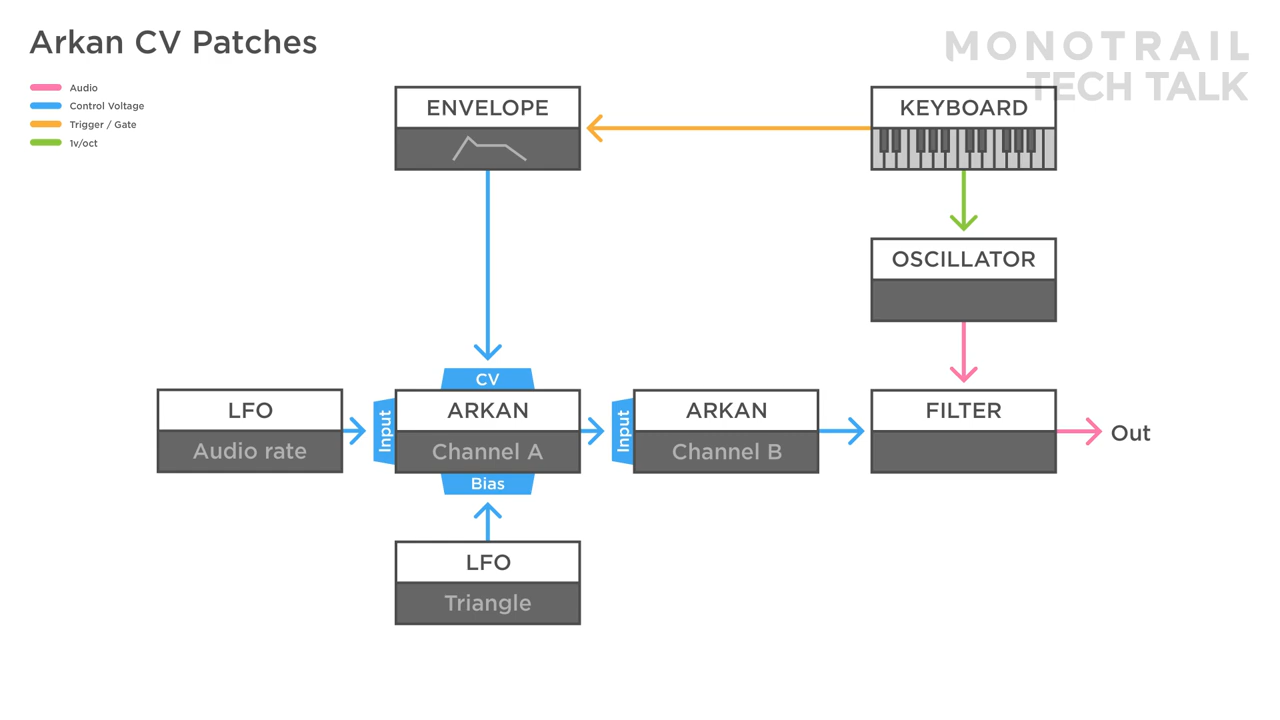 Arkan CV Patches
MONOTRAIL
TECH TALK
Audio
Control Voltage
Trigger / Gate
1v/oct
ENVELOPE
KEYBOARD
OSCILLATOR
CV
LFO
Audio rate
Input
ARKAN
Channel A
Input
ARKAN
Channel B
FILTER
Out
Bias
LFO
Triangle